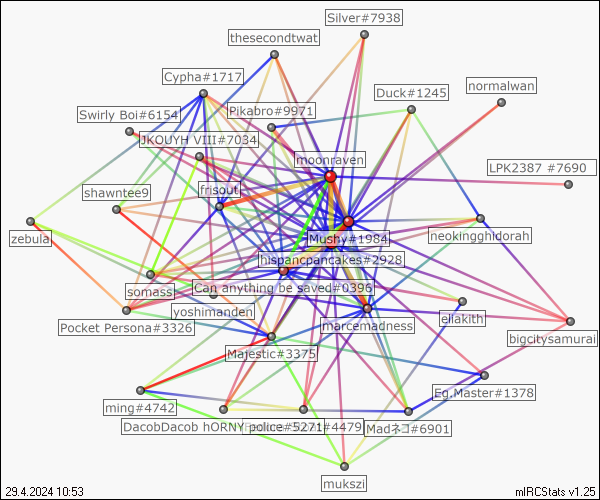 Silver#7938
thesecondtwat
Cypha#1717
Duck#1245
normalwan
Swirly Boi#6154
Pikabro#9971
JKOUYH VIII#7034
moonraven
LPK2387 #7690
shawntee9
frisout
zebula
Mushy#1984
neokingghidorah
hispancpancakes#2928
somass
Can anything be saved#0396
yoshimanden
Pocket Persona#3326
marcemadness
eilakith
bigcitysamurai
Majestic#3375
Eg.Master#1378
ming#4742
DacobDacob hORNY police#5271#4479
Madネコ#6901
mukszi
29.4.2024 10:53
mIRCStats v1.25